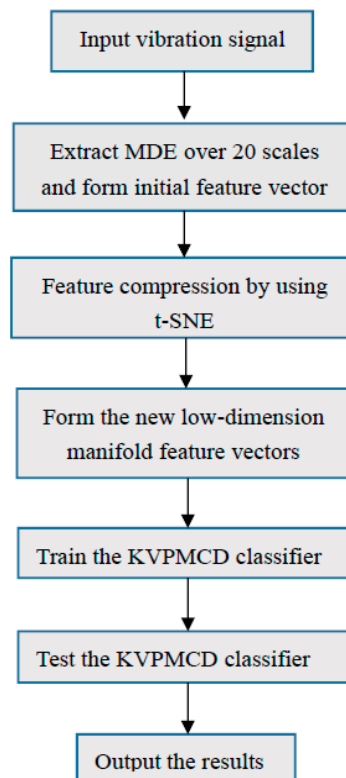 Input vibration signal
Extract MDE over 20 scales
and form initial feature vector
Feature compression by using
t-SNE
Form the new low-dimension
manifold feature vectors
Train the KVPMCD classifier
Test the KVPMCD classifier
Output the results